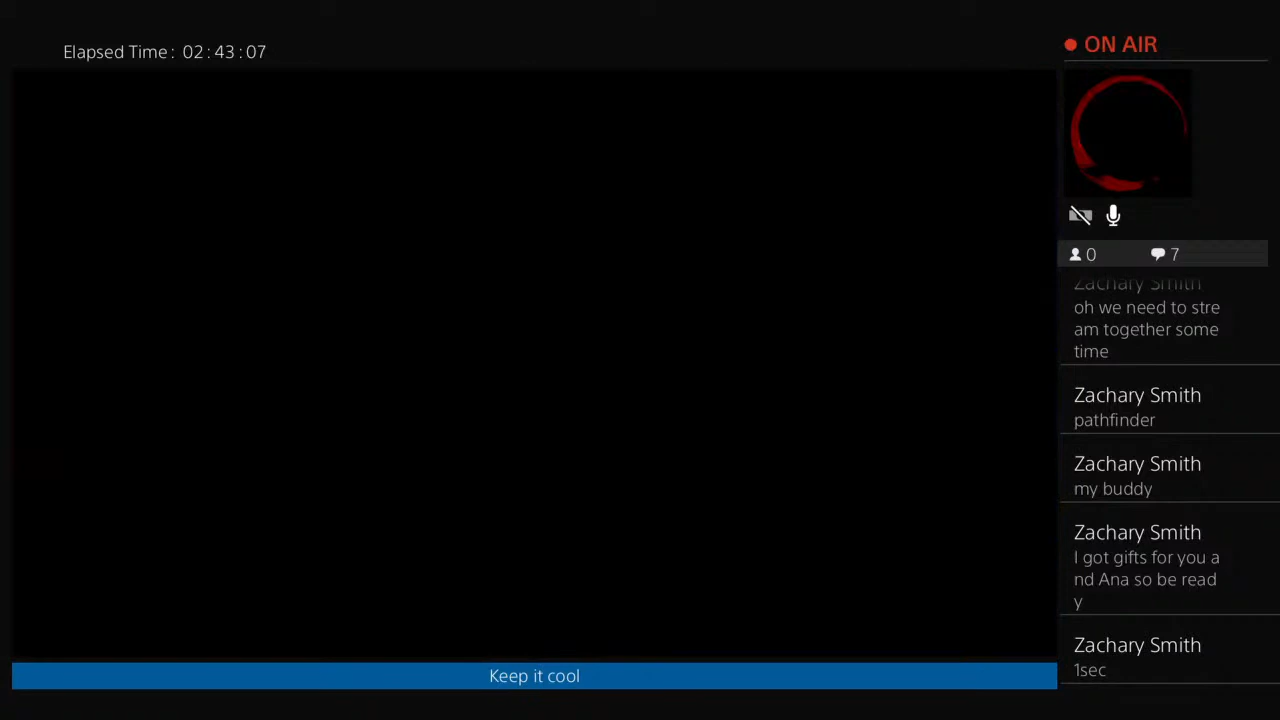 Elapsed Time: 02:43:07
ON AIR
0 7
Zachary Smith
oh we need to stre
am together some
time
Zachary Smith
pathfinder
Zachary Smith
my buddy
Zachary Smith
I got gifts for you a
nd Ana so be read
y
Zachary Smith
1sec
Keep it cool